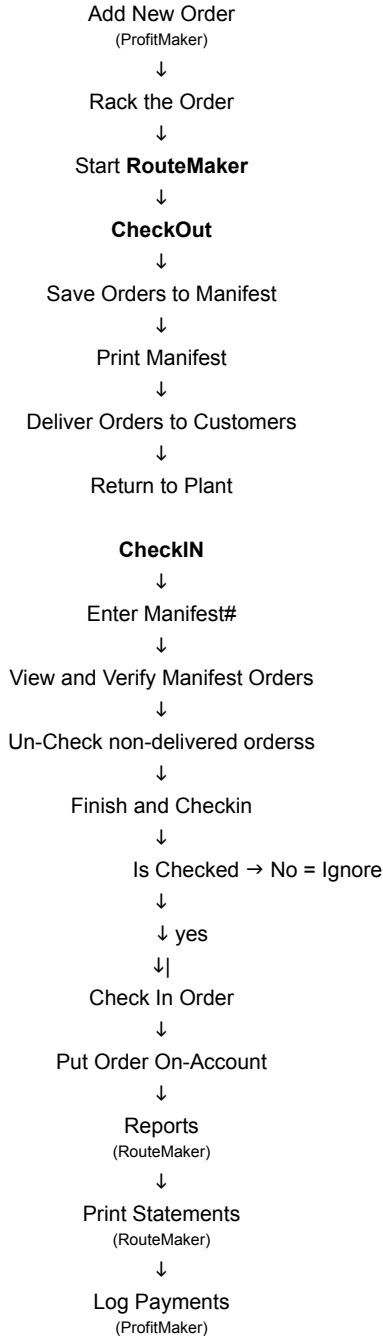 Add New Order
(ProfitMaker)
↓
Rack the Order
↓
Start RouteMaker
↓
CheckOut
↓
Save Orders to Manifest
↓
Print Manifest
↓
Deliver Orders to Customers
↓
Return to Plant
CheckIN
↓
Enter Manifest#
↓
View and Verify Manifest Orders
↓
Un-Check non-delivered orderss
↓
Finish and Checkin
↓
Is Checked → No = Ignore
↓
↓ yes
↓|
Check In Order
↓
Put Order On-Account
↓
Reports
(RouteMaker)
↓
Print Statements
(RouteMaker)
↓
Log Payments
(ProfitMaker)